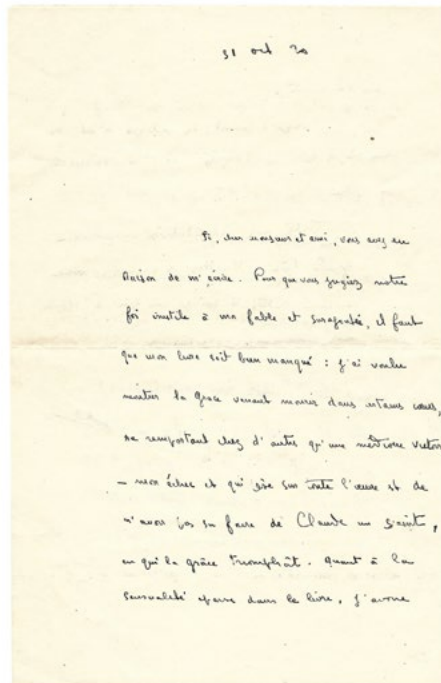 31 oct 20
Si, cher monsieur et ami, vous avez eu
raison de m'écrire. Pour que vous jugiez notre
foi inutile à ma fable et surajoutée, il faut
que mon livre soit bien manqué : j'ai voulu
montrer la Grâce venant mourir dans certains cœurs,
ne remportant chez d'autres qu'une médiocre victoire
– mon échec et qui pèse sur toute l'œuvre est de
n'avoir pas su faire de Claude un saint,
en qui la grâce triomphât. Quant à la
sensualité éparse dans le livre, j'avoue